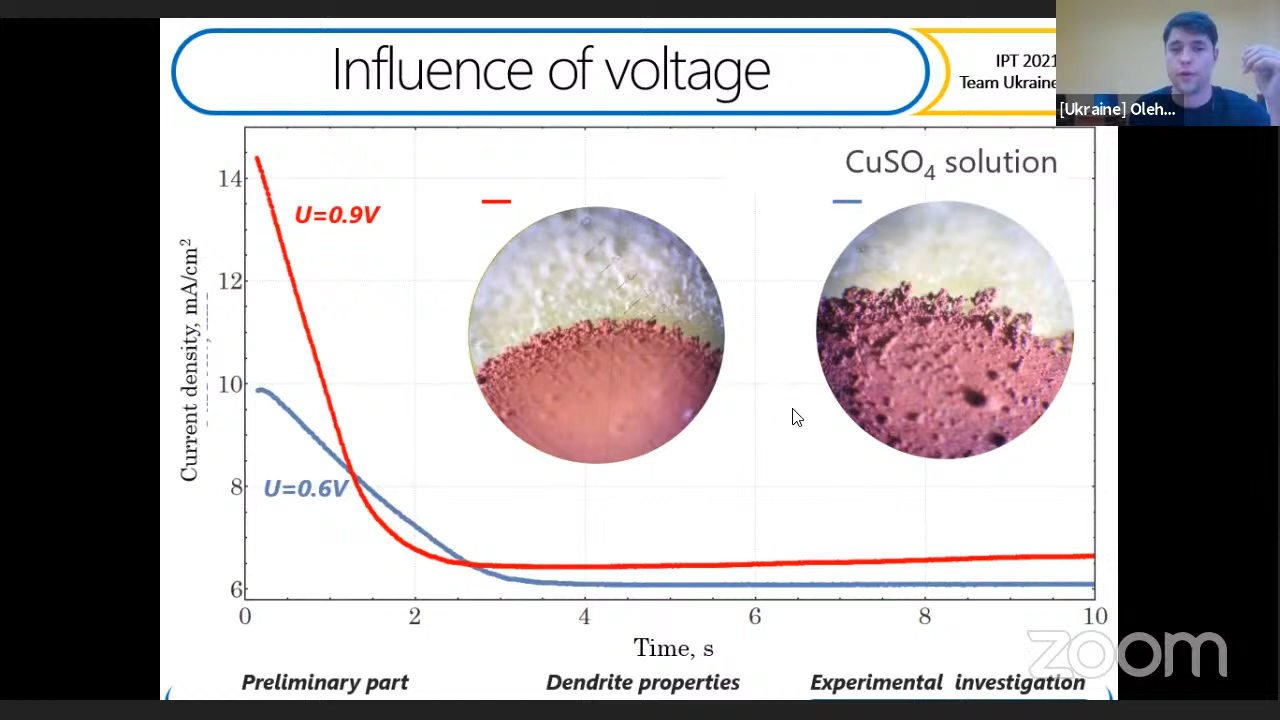 Influence of voltage
IPT 2021
Team Ukraine
[Ukraine] Oleh...
CuSO₄ solution
U=0.9V
U=0.6V
Current density, mA/cm²
14
12
10
8
6
0 2 4 6 8 10
Time, s
zoom
Preliminary part Dendrite properties Experimental investigation